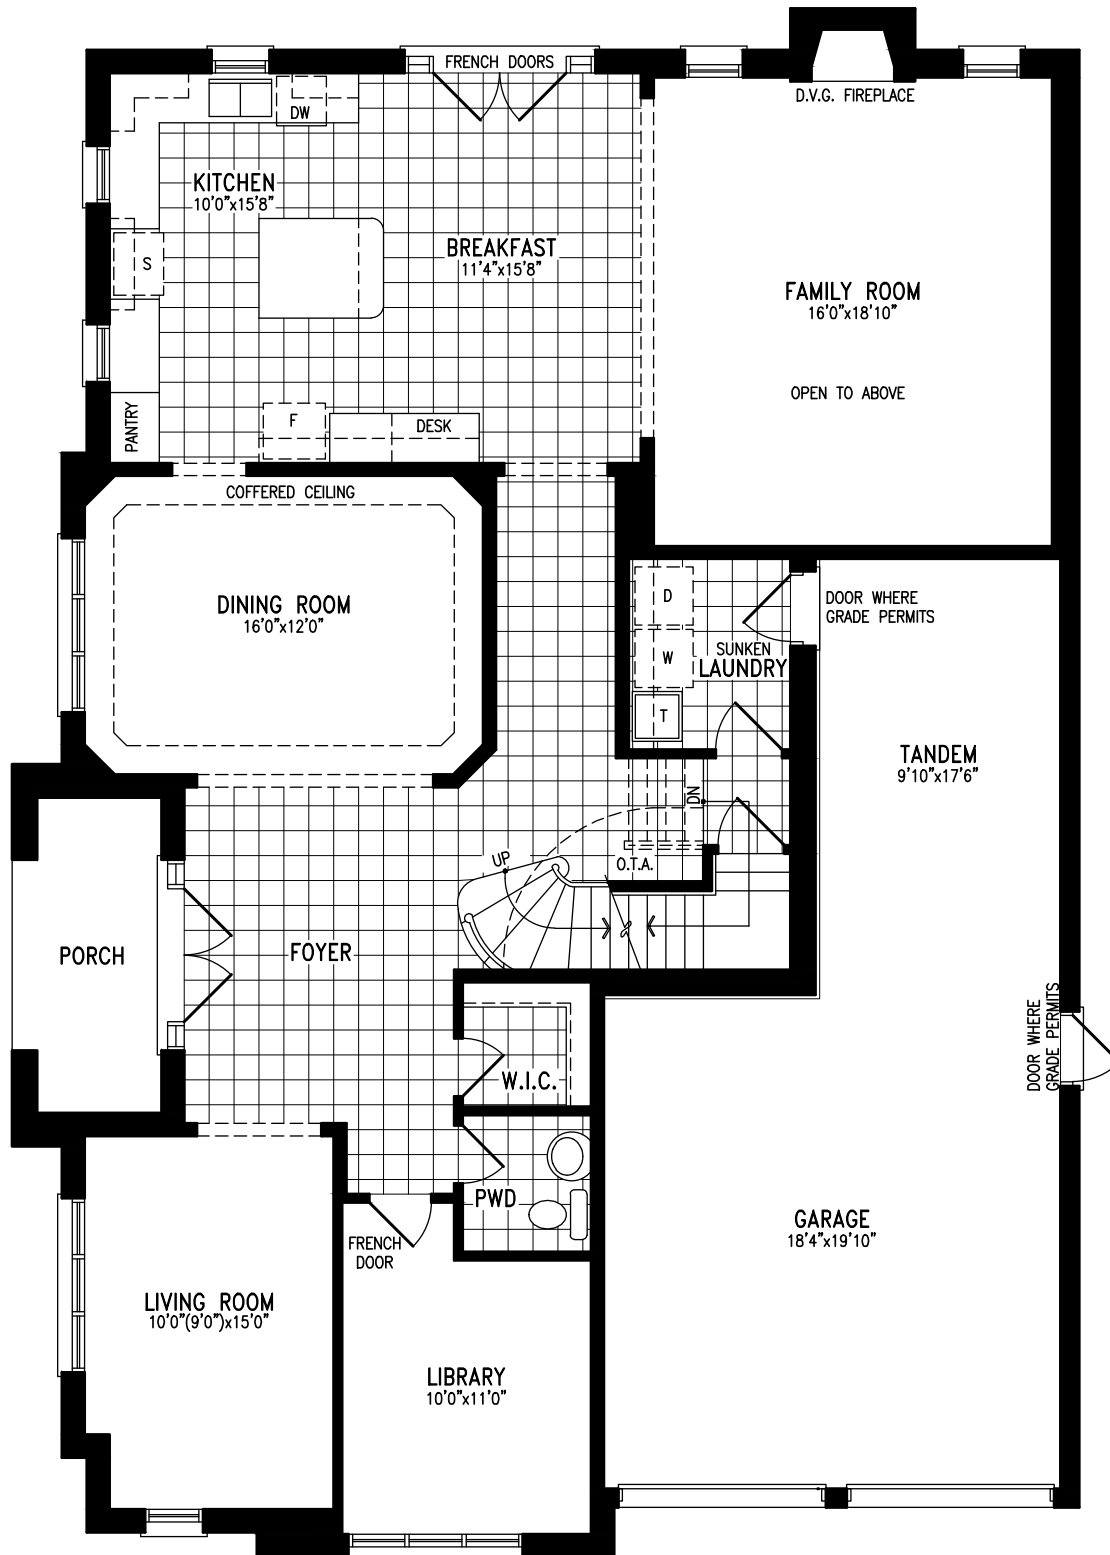 FRENCH DOORS
D.V.G. FIREPLACE
DW
KITCHEN
10'0"x15'8"
BREAKFAST
11'4"x15'8"
S
FAMILY ROOM
16'0"x18'10"
OPEN TO ABOVE
PANTRY
F
DESK
COFFERED CEILING
DINING ROOM
16'0"x12'0"
D
W
T
SUNKEN
LAUNDRY
DOOR WHERE
GRADE PERMITS
TANDEM
9'10"x17'6"
DN
UP
O.T.A.
PORCH
FOYER
W.I.C.
DOOR WHERE
GRADE PERMITS
PWD
FRENCH
DOOR
GARAGE
18'4"x19'10"
LIVING ROOM
10'0"(9'0")x15'0"
LIBRARY
10'0"x11'0"